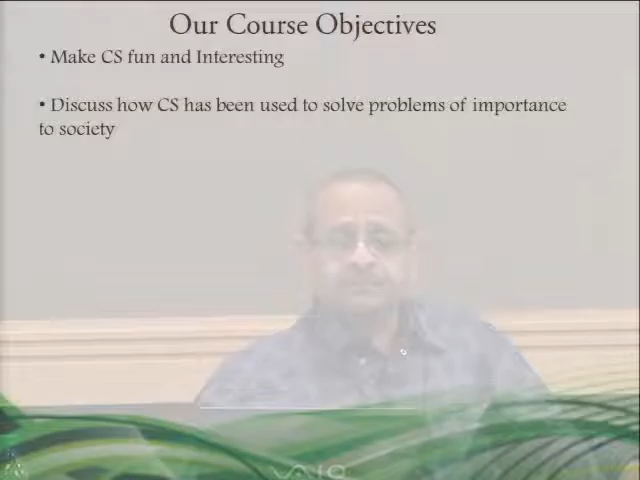 Our Course Objectives
• Make CS fun and Interesting
• Discuss how CS has been used to solve problems of importance
to society
VAIO